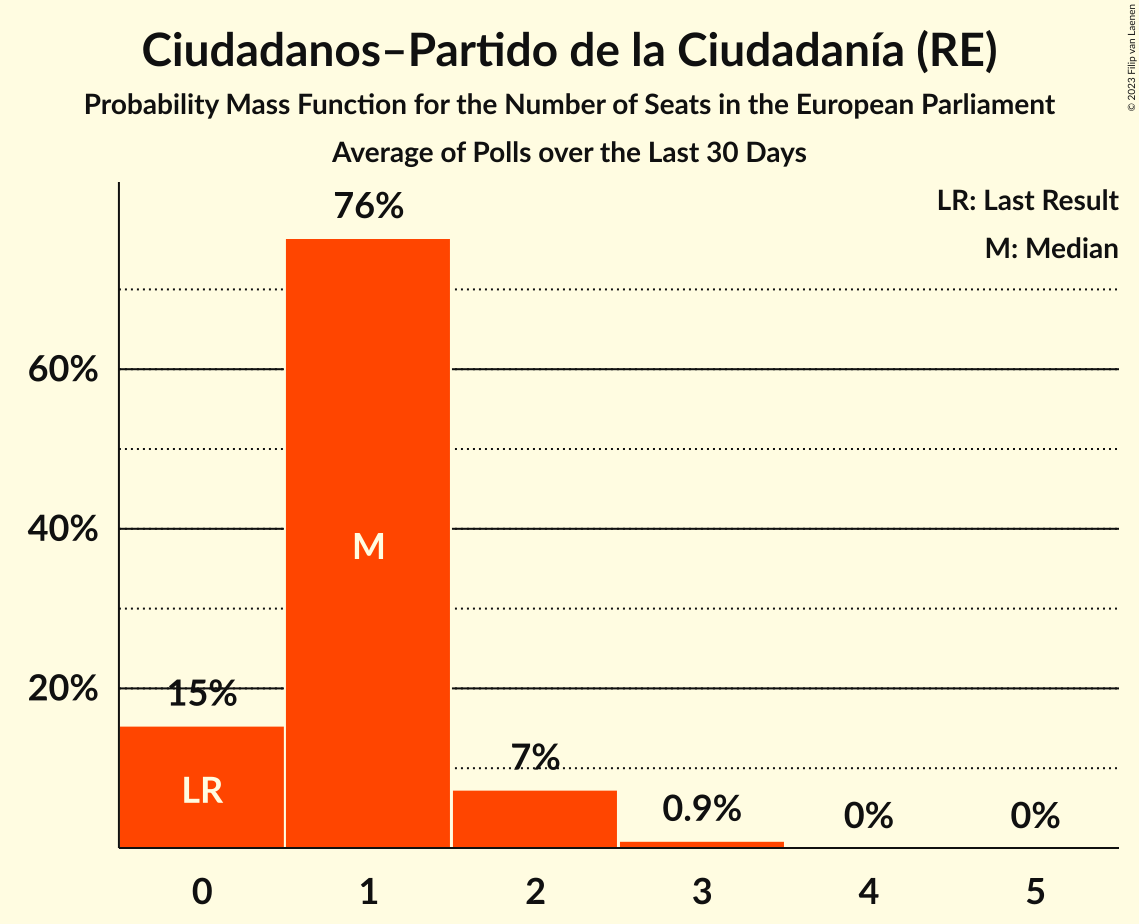 Ciudadanos–Partido de la Ciudadanía (RE)
Probability Mass Function for the Number of Seats in the European Parliament
Average of Polls over the Last 30 Days
© 2023 Filip van Laenen
LR: Last Result
M: Median
76%
60%
40%
20%
M
15%
LR
7%
0.9%
0%
0%
0 1 2 3 4 5